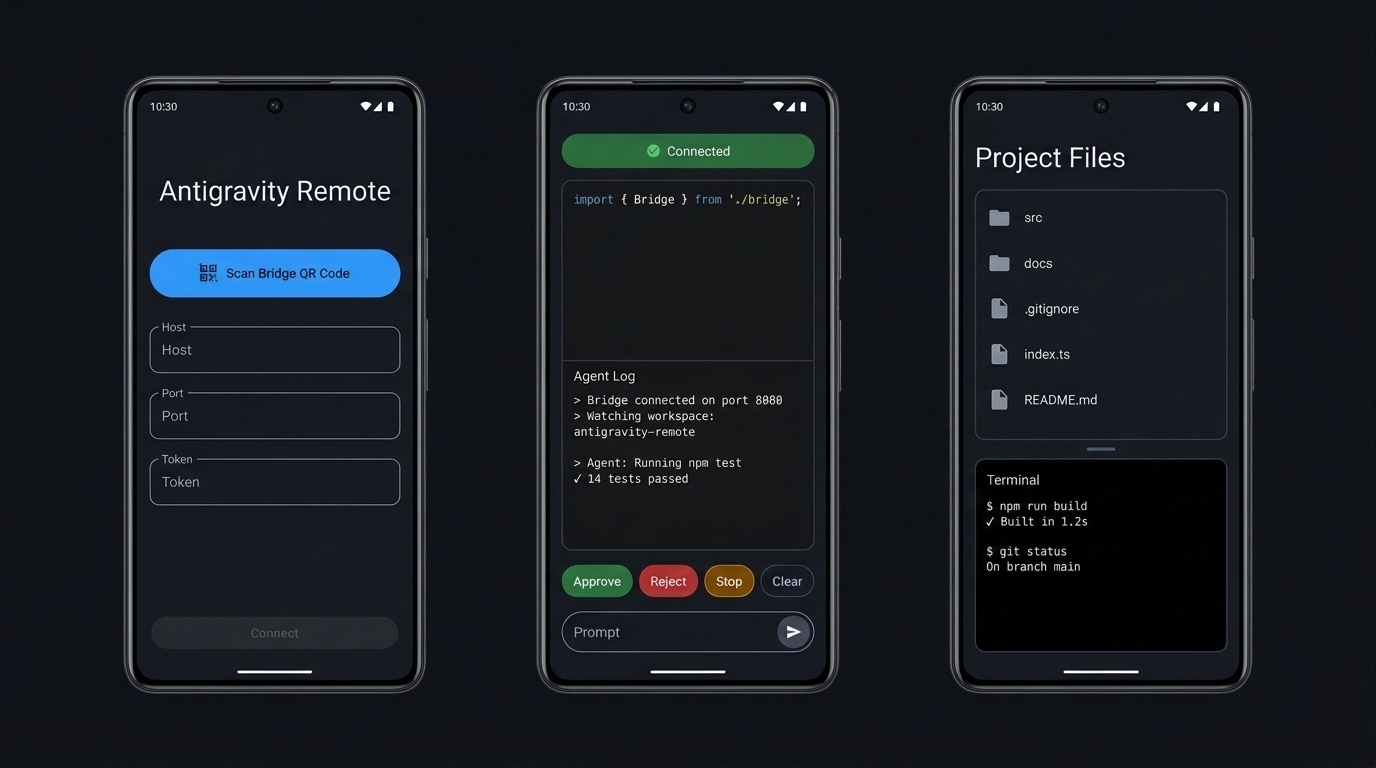 10:30
Antigravity Remote
Scan Bridge QR Code
Host
Host
Port
Port
Token
Token
Connect
10:30
Connected
import { Bridge } from './bridge';
Agent Log
> Bridge connected on port 8080
> Watching workspace:
antigravity-remote
> Agent: Running npm test
✓ 14 tests passed
Approve Reject Stop Clear
Prompt
10:30
Project Files
src
docs
.gitignore
index.ts
README.md
Terminal
$ npm run build
✓ Built in 1.2s
$ git status
On branch main